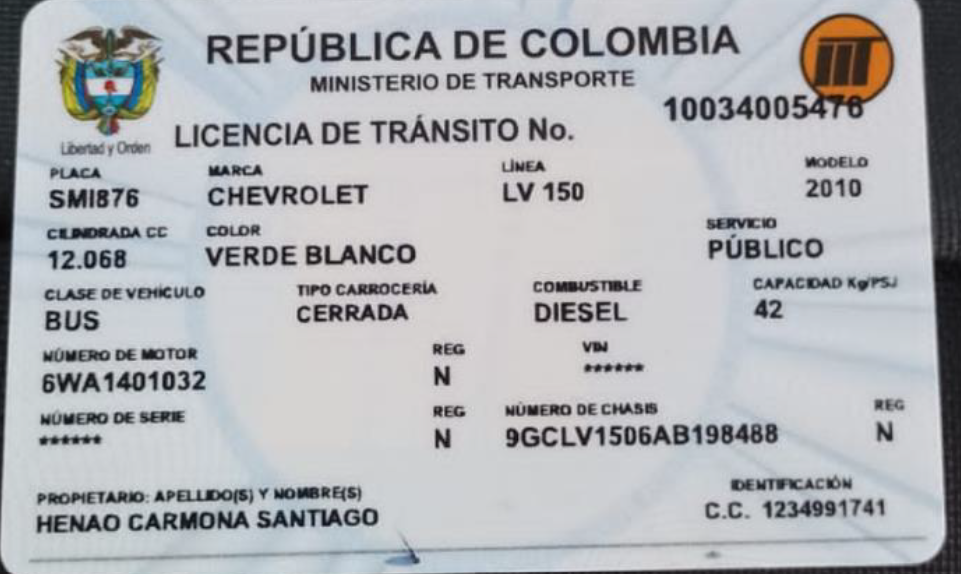 REPÚBLICA DE COLOMBIA
MINISTERIO DE TRANSPORTE
Libertad y Orden
LICENCIA DE TRÁNSITO No. 10034005476
PLACA MARCA LÍNEA MODELO
SMI876 CHEVROLET LV 150 2010
CILINDRADA CC COLOR SERVICIO
12.068 VERDE BLANCO PÚBLICO
CLASE DE VEHÍCULO TIPO CARROCERÍA COMBUSTIBLE CAPACIDAD Kg/PSJ
BUS CERRADA DIESEL 42
NÚMERO DE MOTOR REG VIN
6WA1401032 N ******
NÚMERO DE SERIE REG NÚMERO DE CHASIS REG
****** N 9GCLV1506AB198488 N
PROPIETARIO: APELLIDO(S) Y NOMBRE(S) IDENTIFICACIÓN
HENAO CARMONA SANTIAGO C.C. 1234991741